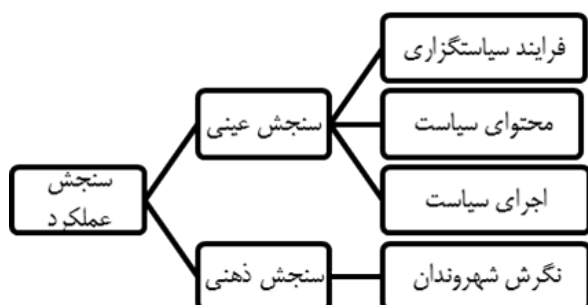 فرایند سیاستگزاری
سنجش عینی
محتوای سیاست
سنجش
عملکرد
اجرای سیاست
سنجش ذهنی
نگرش شهروندان